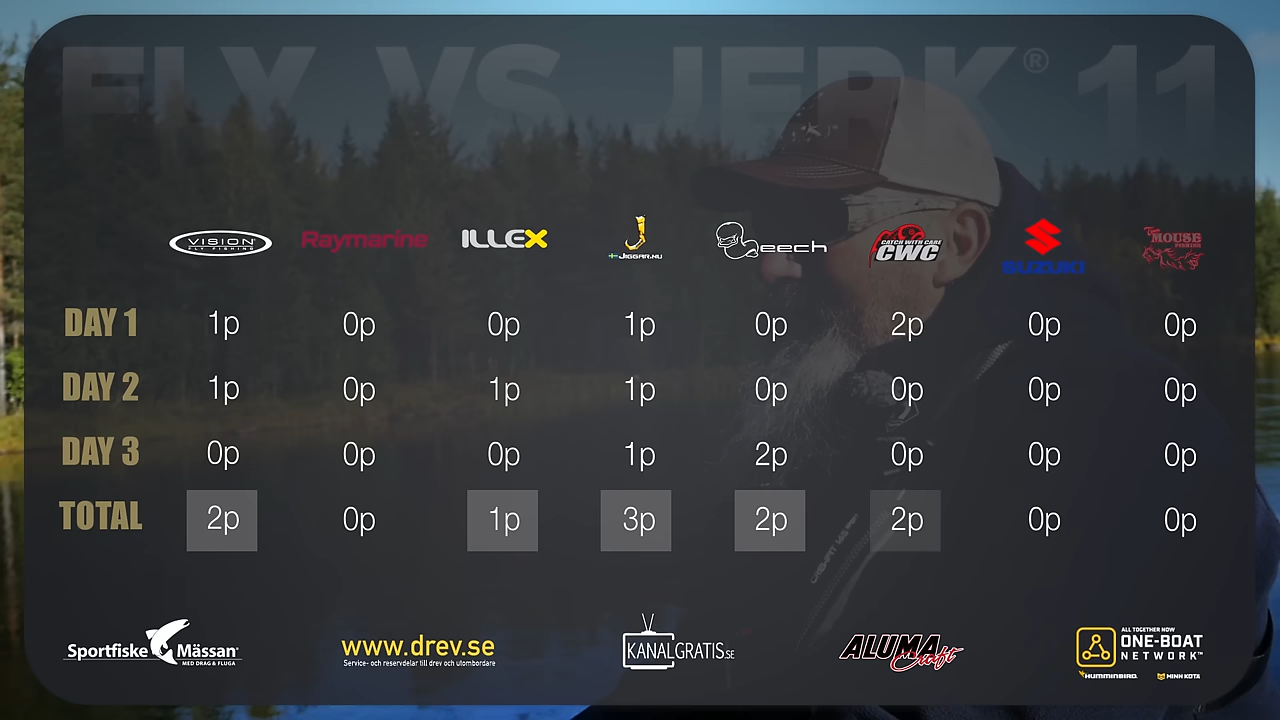 FLY VS JERK® 11
VISION FLY FISHING Raymarine ILLEX JIGGAR.NU eech CATCH WITH CARE CWC SUZUKI The MOUSE FISHING
DAY 1 1p 0p 0p 1p 0p 2p 0p 0p
DAY 2 1p 0p 1p 1p 0p 0p 0p 0p
DAY 3 0p 0p 0p 1p 2p 0p 0p 0p
TOTAL 2p 0p 1p 3p 2p 2p 0p 0p
Sportfiske Mässan
MED DRAG & FLUGA
www.drev.se
Service- och reservdelar till drev och utombordare
KANALGRATIS.SE
ALUMA
Craft
ALL TOGETHER NOW
ONE-BOAT
NETWORK™
HUMMINBIRD. MINN KOTA